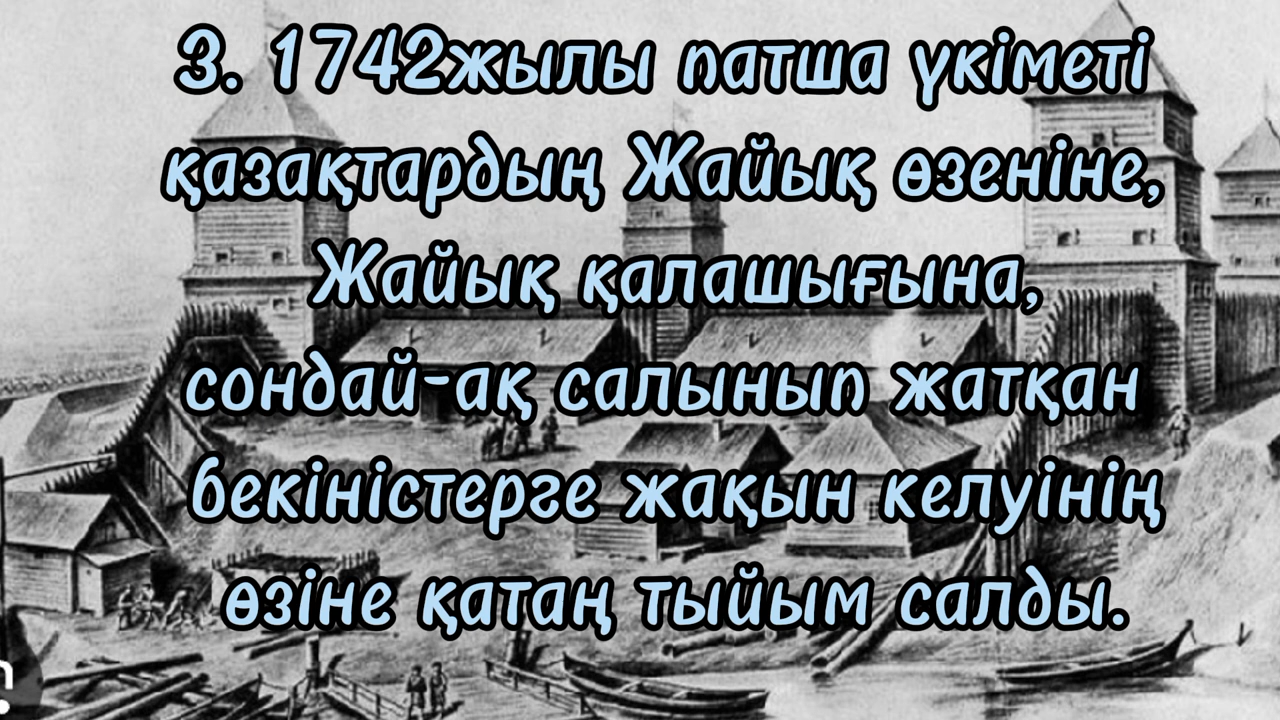 3. 1742жылы патша үкіметі
қазақтардың Жайық өзеніне,
Жайық қалашығына,
сондай-ақ салынып жатқан
бекіністерге жақын келуінің
өзіне қатаң тыйым салды.